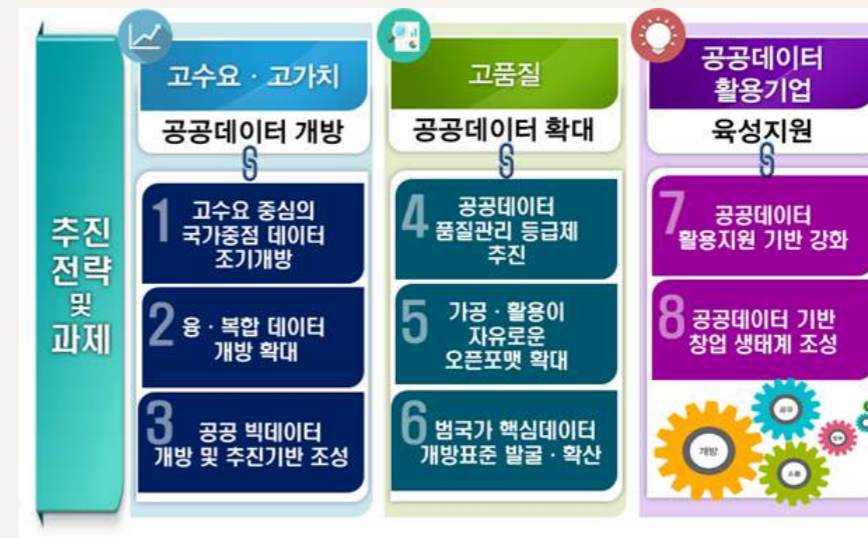 추진
전략
및
과제
고수요 · 고가치
공공데이터 개방
1
고수요 중심의
국가중점 데이터
조기개방
2
융 · 복합 데이터
개방 확대
3
공공 빅데이터
개방 및 추진기반 조성
고품질
공공데이터 확대
4
공공데이터
품질관리 등급제
추진
5
가공 · 활용이
자유로운
오픈포맷 확대
6
범국가 핵심데이터
개방표준 발굴 · 확산
공공데이터
활용기업
육성지원
7
공공데이터
활용지원 기반 강화
8
공공데이터 기반
창업 생태계 조성
개방
공유
소통